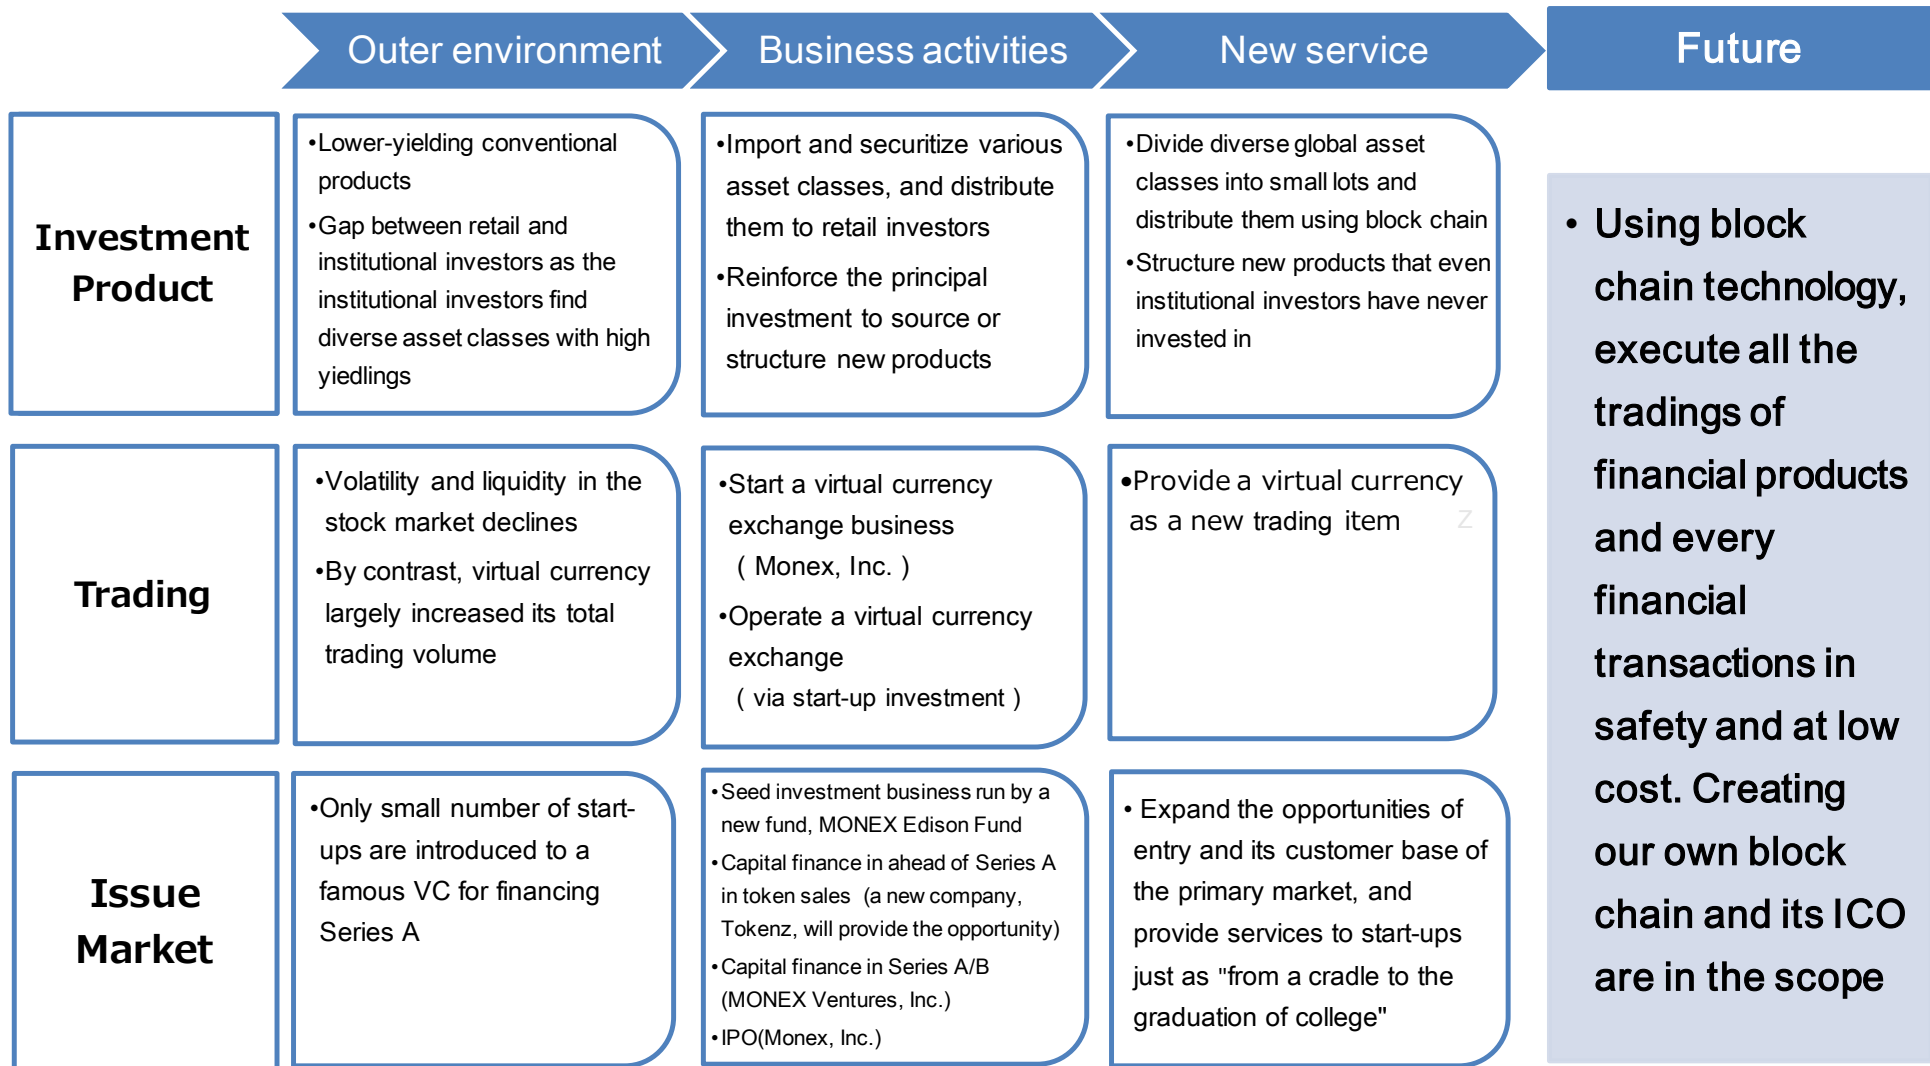 Outer environment
Business activities
New service
Future
Investment
Product
•Lower-yielding conventional
products
•Gap between retail and
institutional investors as the
institutional investors find
diverse asset classes with high
yiedlings
•Import and securitize various
asset classes, and distribute
them to retail investors
•Reinforce the principal
investment to source or
structure new products
•Divide diverse global asset
classes into small lots and
distribute them using block chain
•Structure new products that even
institutional investors have never
invested in
Trading
•Volatility and liquidity in the
stock market declines
•By contrast, virtual currency
largely increased its total
trading volume
•Start a virtual currency
exchange business
( Monex, Inc. )
•Operate a virtual currency
exchange
( via start-up investment )
•Provide a virtual currency
as a new trading item
z
Issue
Market
•Only small number of start-
ups are introduced to a
famous VC for financing
Series A
•Seed investment business run by a
new fund, MONEX Edison Fund
•Capital finance in ahead of Series A
in token sales (a new company,
Tokenz, will provide the opportunity)
•Capital finance in Series A/B
(MONEX Ventures, Inc.)
•IPO(Monex, Inc.)
• Expand the opportunities of
entry and its customer base of
the primary market, and
provide services to start-ups
just as "from a cradle to the
graduation of college"
• Using block
chain technology,
execute all the
tradings of
financial products
and every
financial
transactions in
safety and at low
cost. Creating
our own block
chain and its ICO
are in the scope